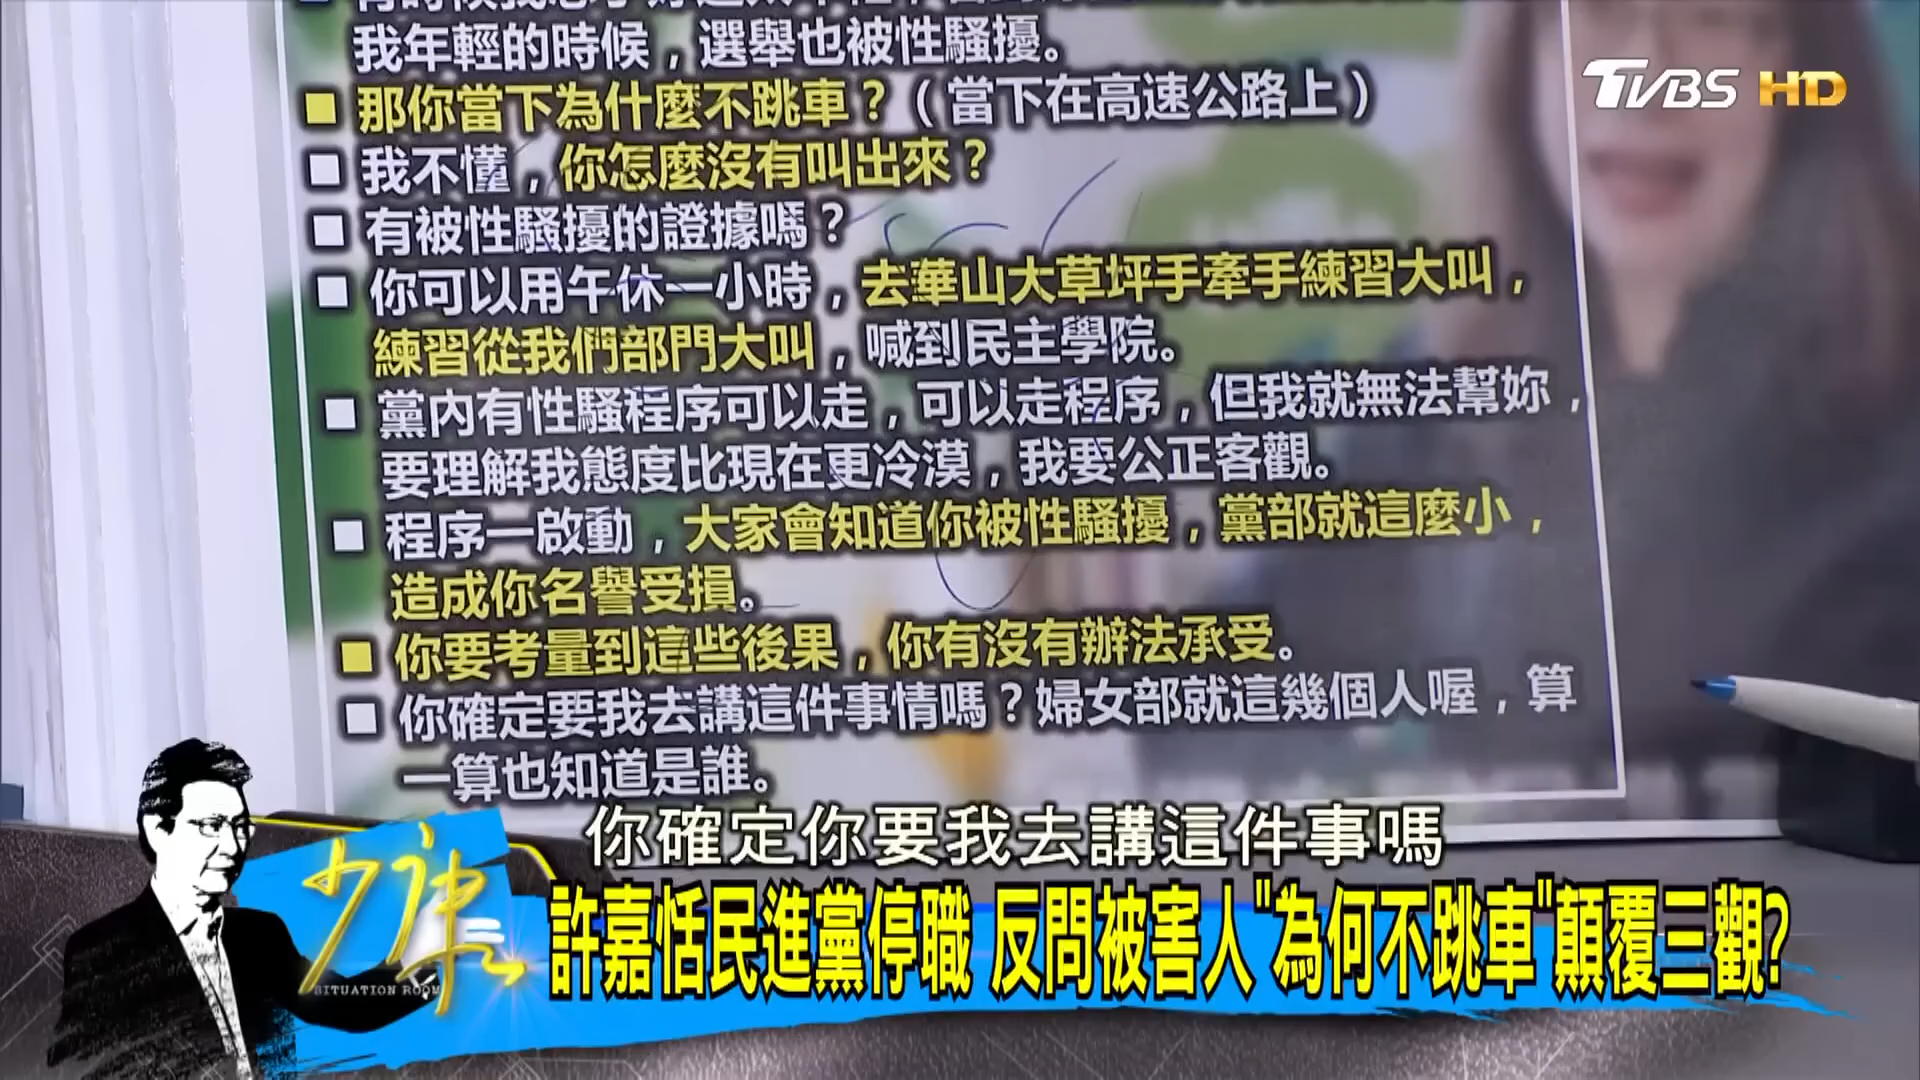 我年輕的時候，選舉也被性騷擾。
TVBS HD
■ 那你當下為什麼不跳車？（當下在高速公路上）
□ 我不懂，你怎麼沒有叫出來？
□ 有被性騷擾的證據嗎？
□ 你可以用午休一小時，去華山大草坪手牽手練習大叫，
練習從我們部門大叫，喊到民主學院。
□ 黨內有性騷程序可以走，可以走程序，但我就無法幫妳，
要理解我態度比現在更冷漠，我要公正客觀。
□ 程序一啟動，大家會知道你被性騷擾，黨部就這麼小，
造成你名譽受損。
■ 你要考量到這些後果，你有沒有辦法承受。
□ 你確定要我去講這件事情嗎？婦女部就這幾個人喔，算
一算也知道是誰。
你確定你要我去講這件事嗎
少康
SITUATION ROOM
許嘉恬民進黨停職 反問被害人"為何不跳車"顛覆三觀?